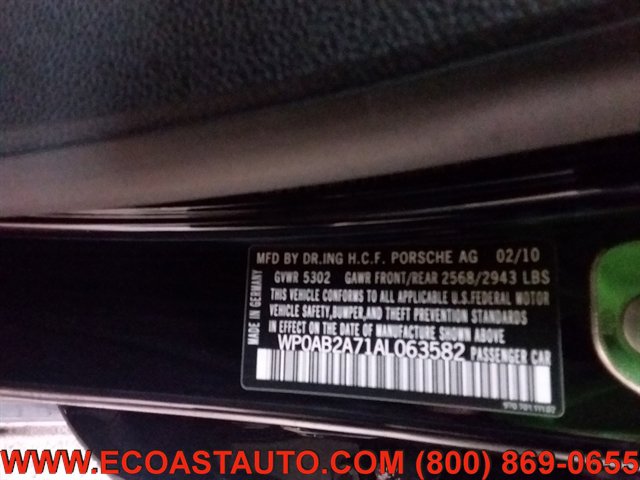 MFD BY DR.ING H.C.F. PORSCHE AG 02/10
GVWR 5302 GAWR FRONT/REAR 2568/2943 LBS
THIS VEHICLE CONFORMS TO ALL APPLICABLE U.S.FEDERAL MOTOR
VEHICLE SAFETY,BUMPER,AND THEFT PREVENTION STANDARDS
IN EFFECT ON THE DATE OF MANUFACTURE SHOWN ABOVE.
WP0AB2A71AL063582 PASSENGER CAR
MADE IN GERMANY
WWW.ECOASTAUTO.COM (800) 869-0655